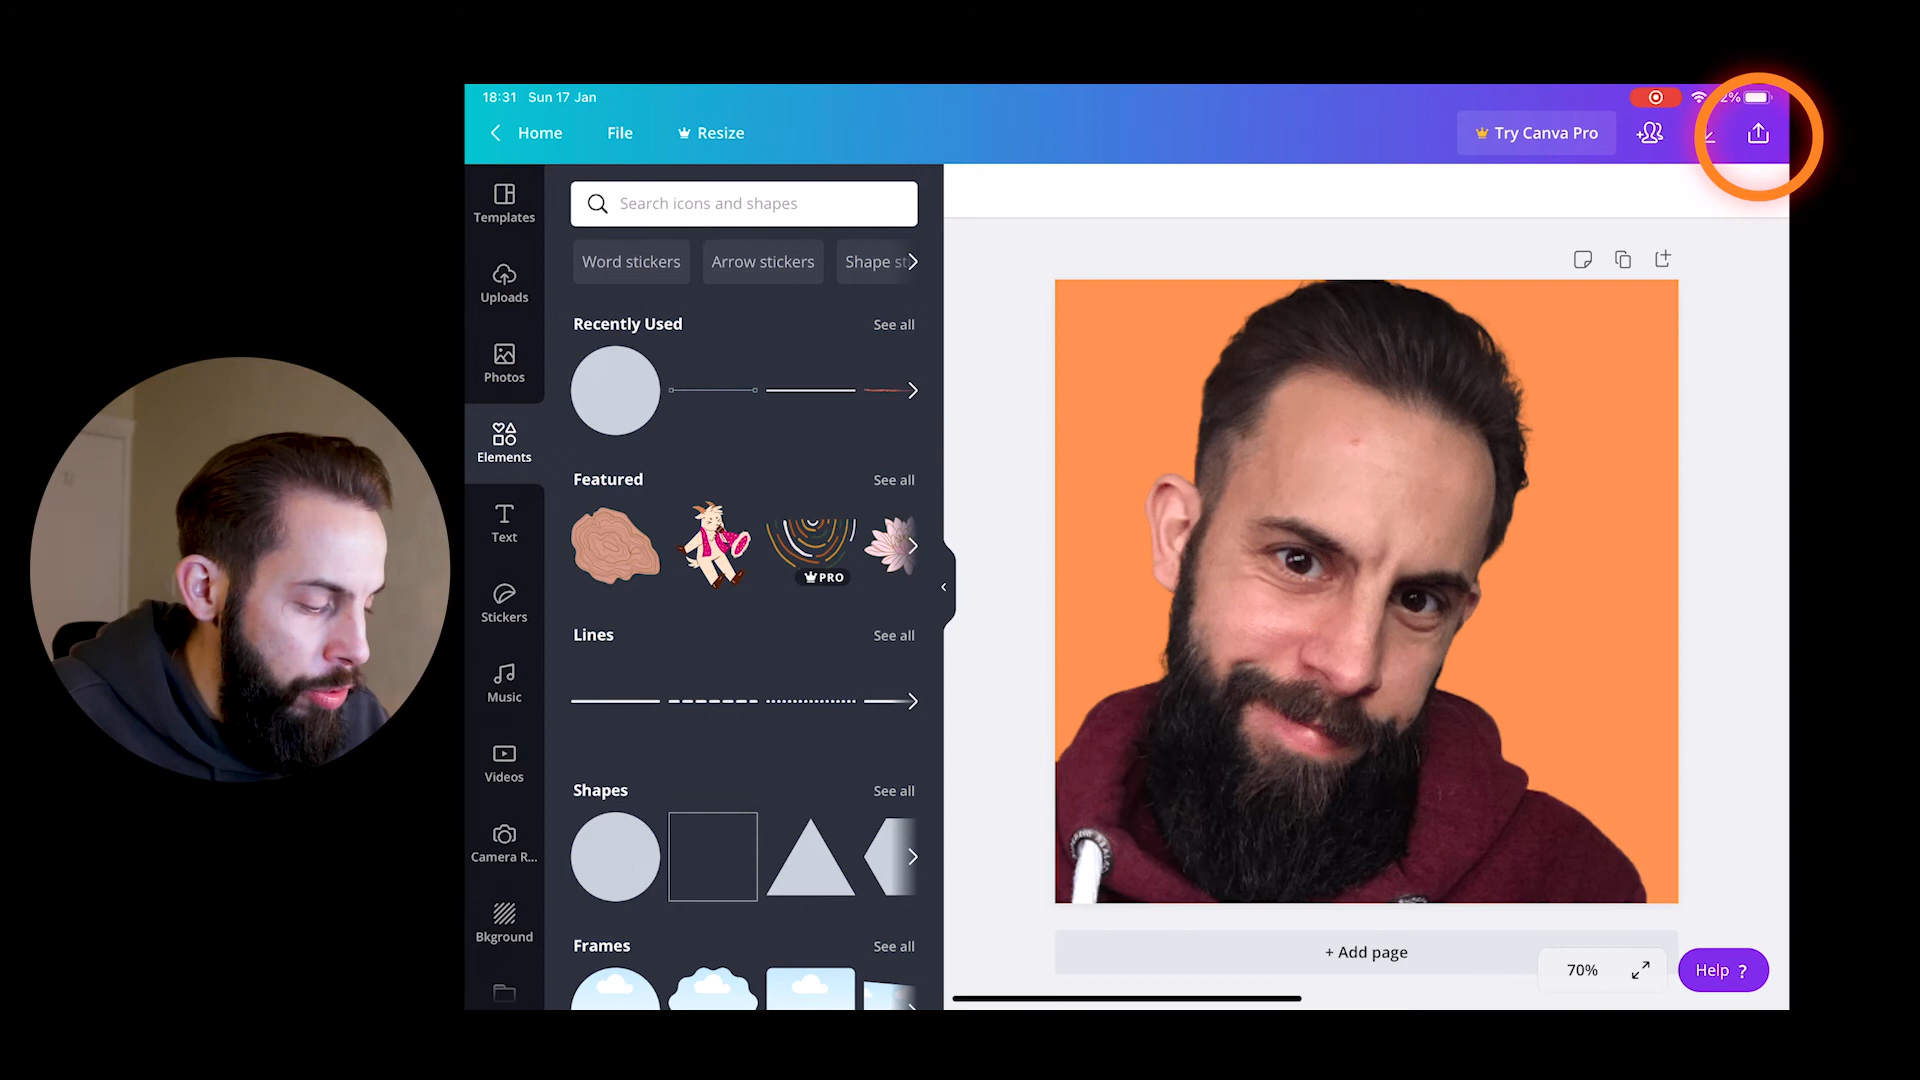 18:31 Sun 17 Jan
2%
Home File Resize Try Canva Pro
Templates
Uploads
Photos
Elements
Text
Stickers
Music
Videos
Camera R...
Bkground
Search icons and shapes
Word stickers Arrow stickers Shape st
Recently Used See all
Featured See all
PRO
Lines See all
Shapes See all
Frames See all
+ Add page
70%
Help ?